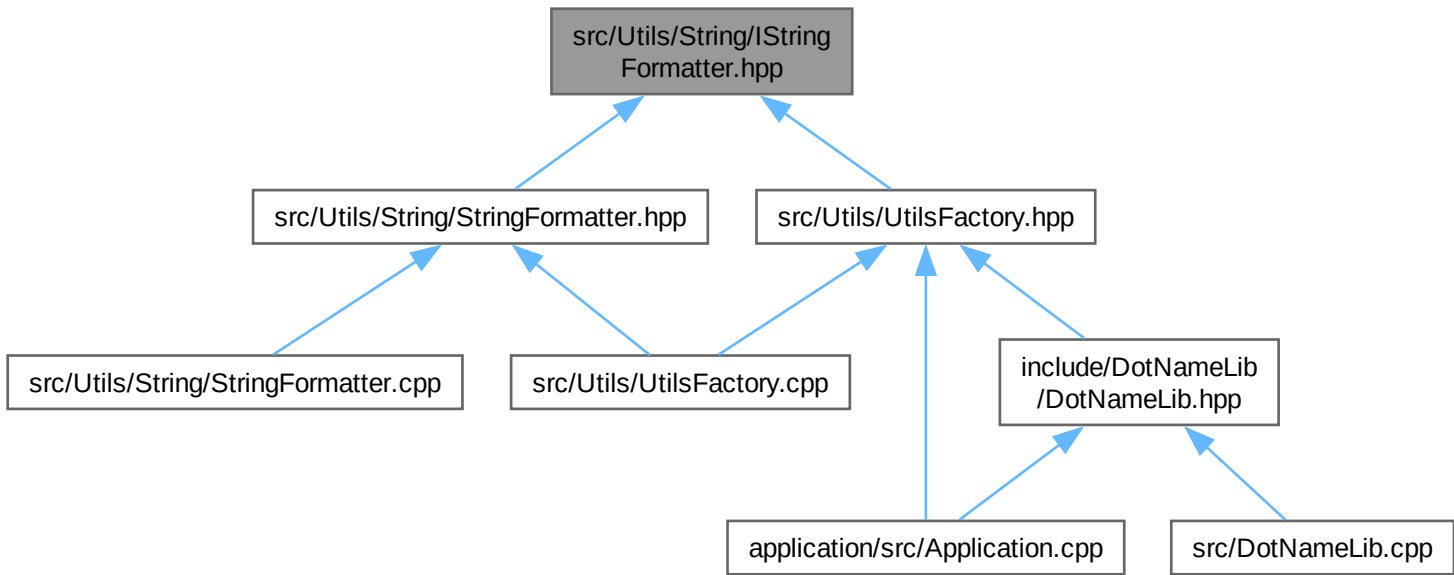 src/Utils/String/IString
Formatter.hpp
src/Utils/String/StringFormatter.hpp
src/Utils/UtilsFactory.hpp
src/Utils/String/StringFormatter.cpp
src/Utils/UtilsFactory.cpp
include/DotNameLib
/DotNameLib.hpp
application/src/Application.cpp
src/DotNameLib.cpp